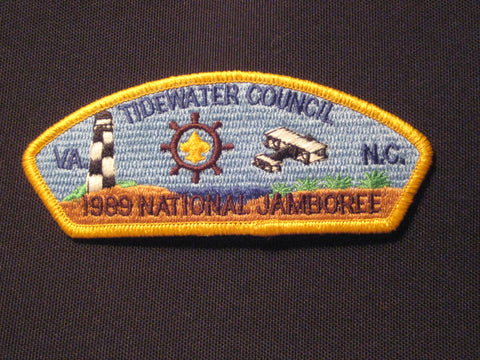 TIDEWATER COUNCIL
VA.
N.C.
1989 NATIONAL JAMBOREE